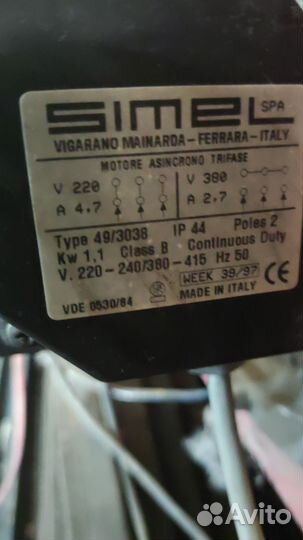 SIMEL SPA
VIGARANO MAINARDA - FERRARA - ITALY
MOTORE ASINCRONO TRIFASE
V 220 V 380
A 4.7 A 2,7
Type 49/3038 IP 44 Poles 2
Kw 1,1 Class B Continuous Duty
V. 220-240/380-415 Hz 50
WEEK 39/97 CE
VDE 0530/84 MADE IN ITALY
Avito